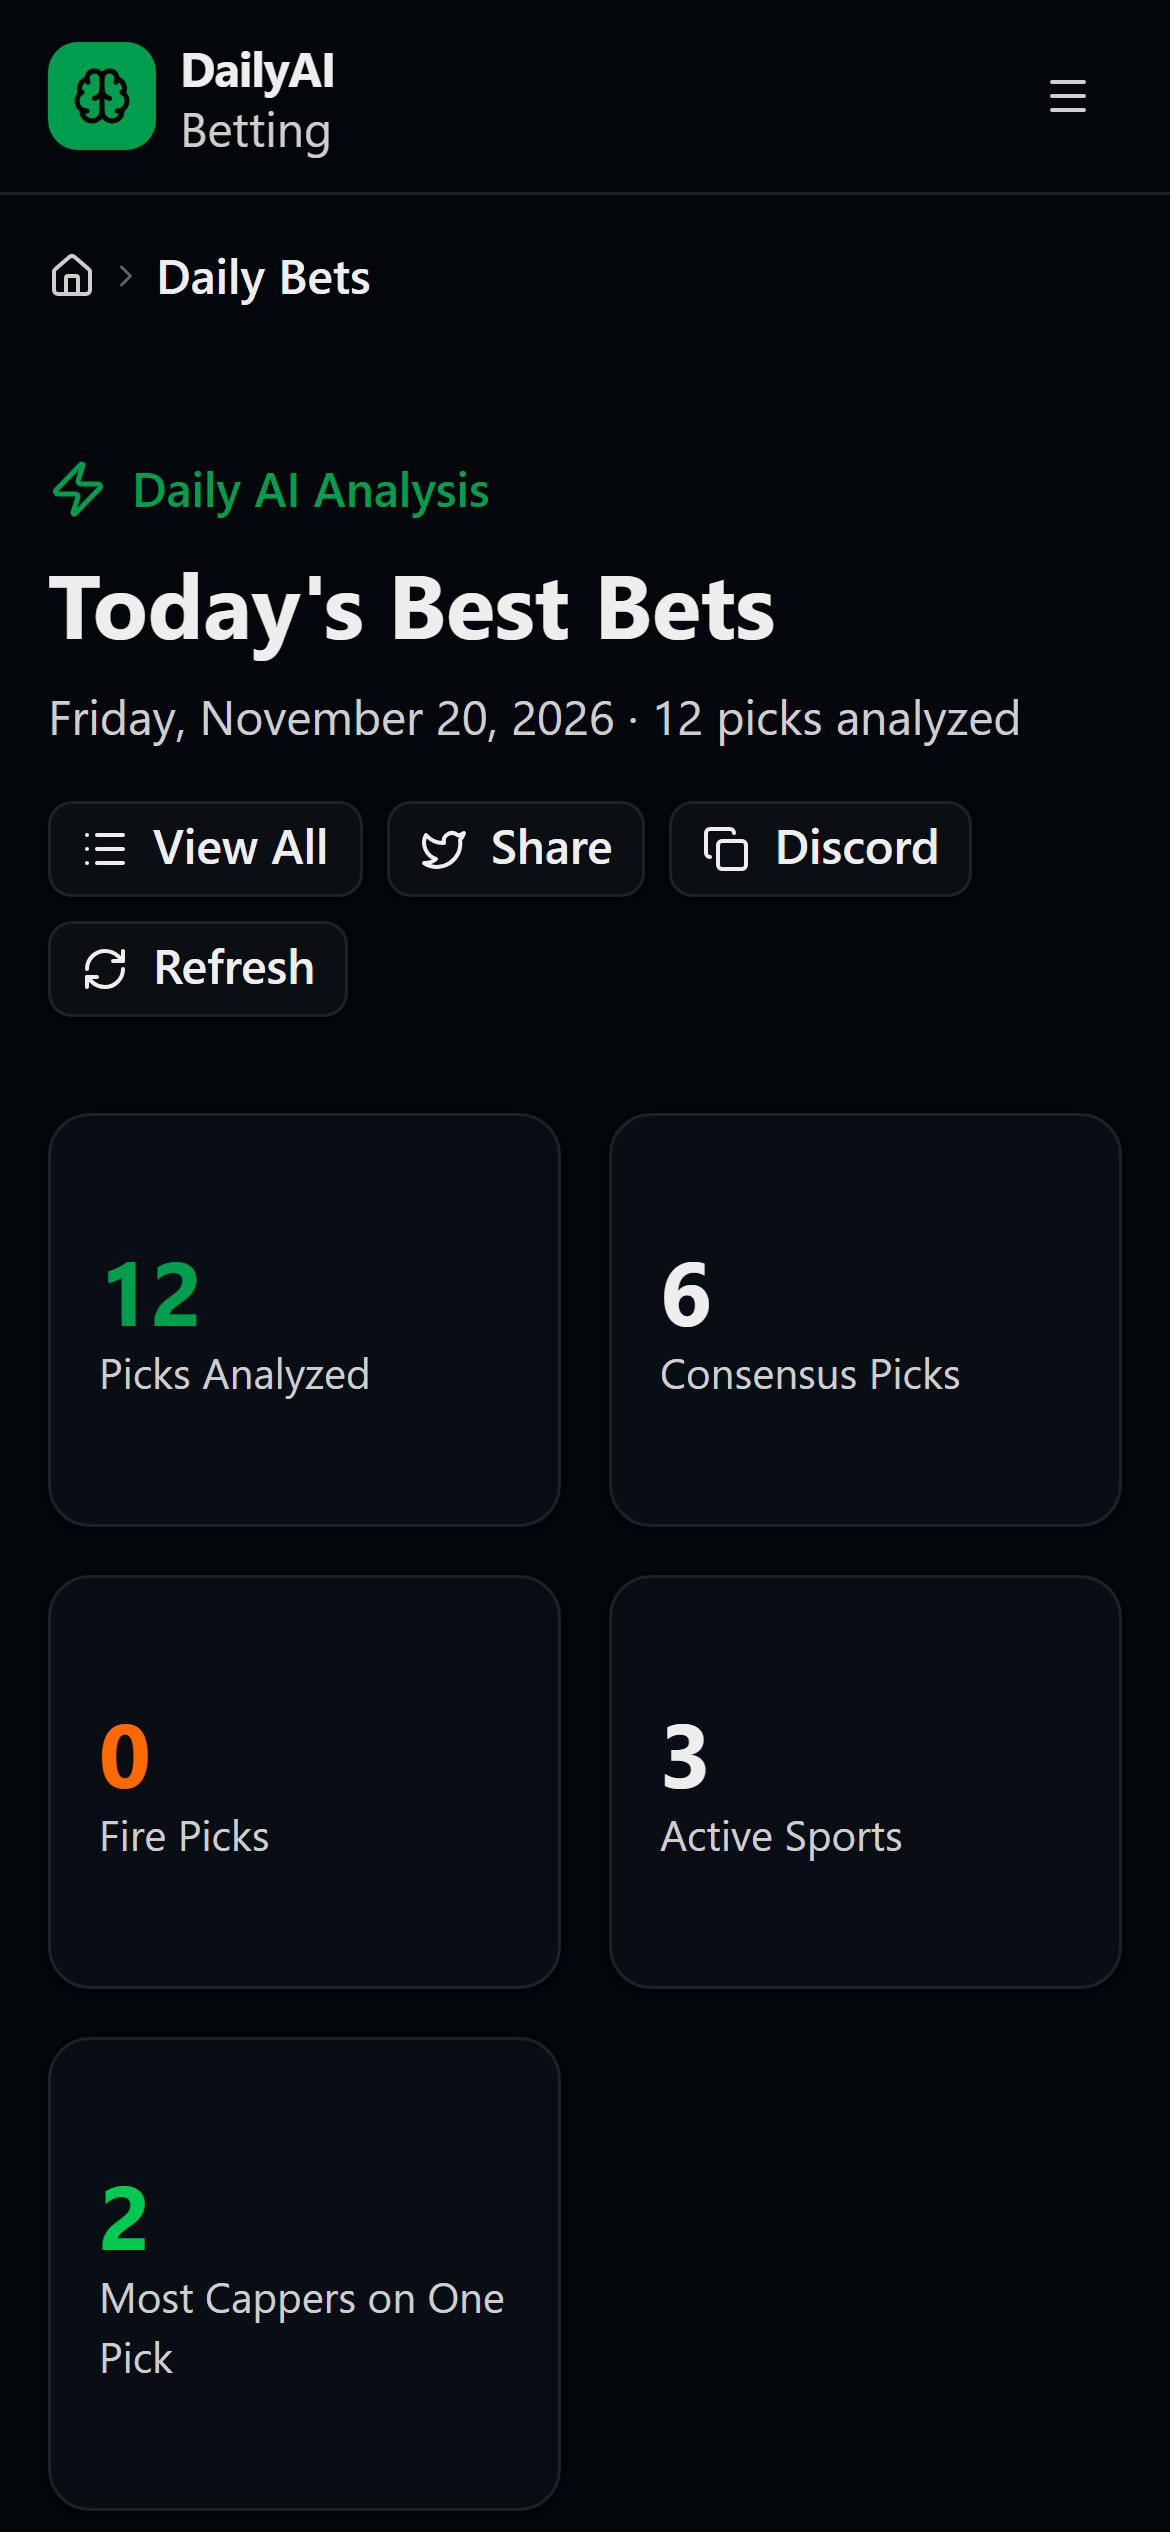 DailyAI
Betting
Daily Bets
Daily AI Analysis
Today's Best Bets
Friday, November 20, 2026 · 12 picks analyzed
View All
Share
Discord
Refresh
12
Picks Analyzed
6
Consensus Picks
0
Fire Picks
3
Active Sports
2
Most Cappers on One
Pick